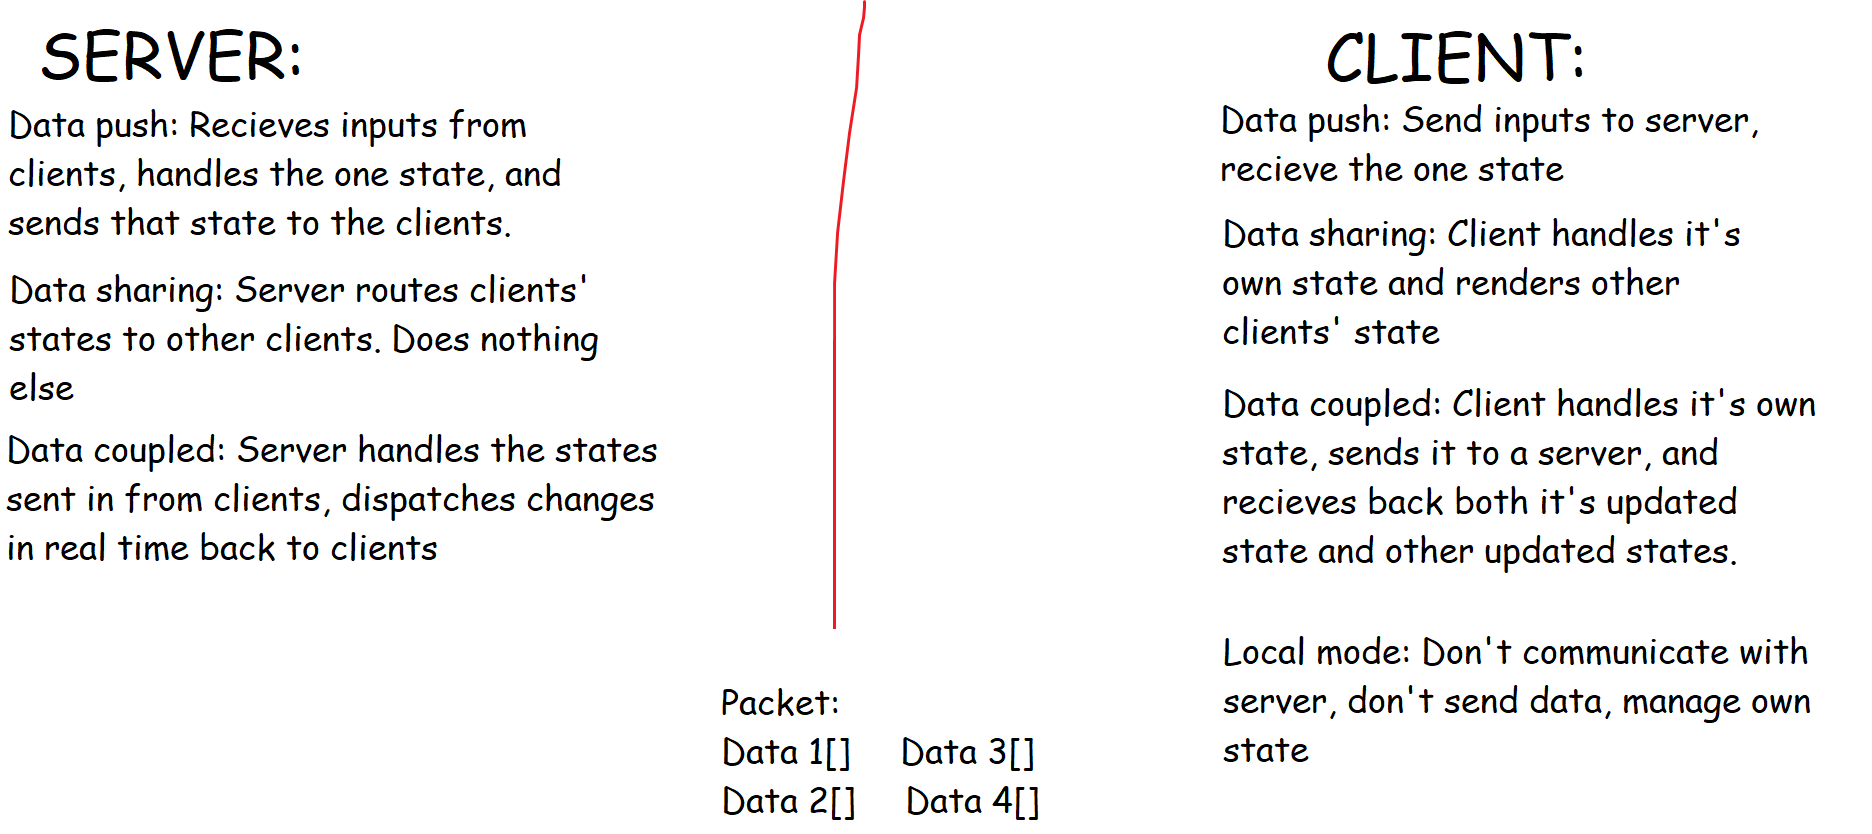 SERVER:
Data push: Recieves inputs from
clients, handles the one state, and
sends that state to the clients.
Data sharing: Server routes clients'
states to other clients. Does nothing
else
Data coupled: Server handles the states
sent in from clients, dispatches changes
in real time back to clients
CLIENT:
Data push: Send inputs to server,
recieve the one state
Data sharing: Client handles it's
own state and renders other
clients' state
Data coupled: Client handles it's own
state, sends it to a server, and
recieves back both it's updated
state and other updated states.
Local mode: Don't communicate with
server, don't send data, manage own
state
Packet:
Data 1[] Data 3[]
Data 2[] Data 4[]